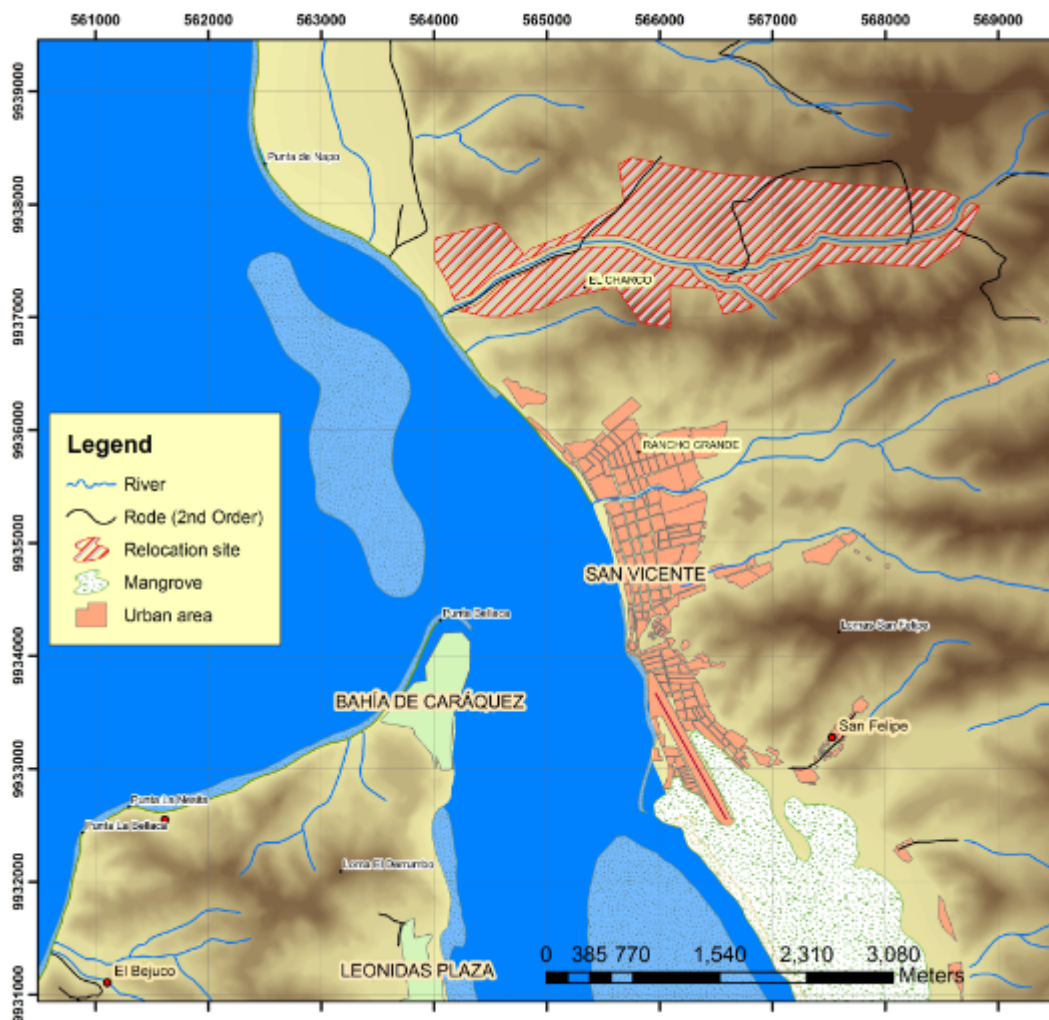 561000 562000 563000 564000 565000 566000 567000 568000 569000
9939000
9938000
9937000
9936000
9935000
9934000
9933000
9932000
9931000
Punta de Napo
EL CHARCO
RANCHO GRANDE
Legend
River
Rode (2nd Order)
Relocation site
Mangrove
Urban area
SAN VICENTE
Punta Bellaca
Lomas San Felipe
BAHÍA DE CARÁQUEZ
San Felipe
Punta La Bellaca
Loma El Derrumbo
El Bejuco
LEONIDAS PLAZA
0 385 770 1,540 2,310 3,080
Meters